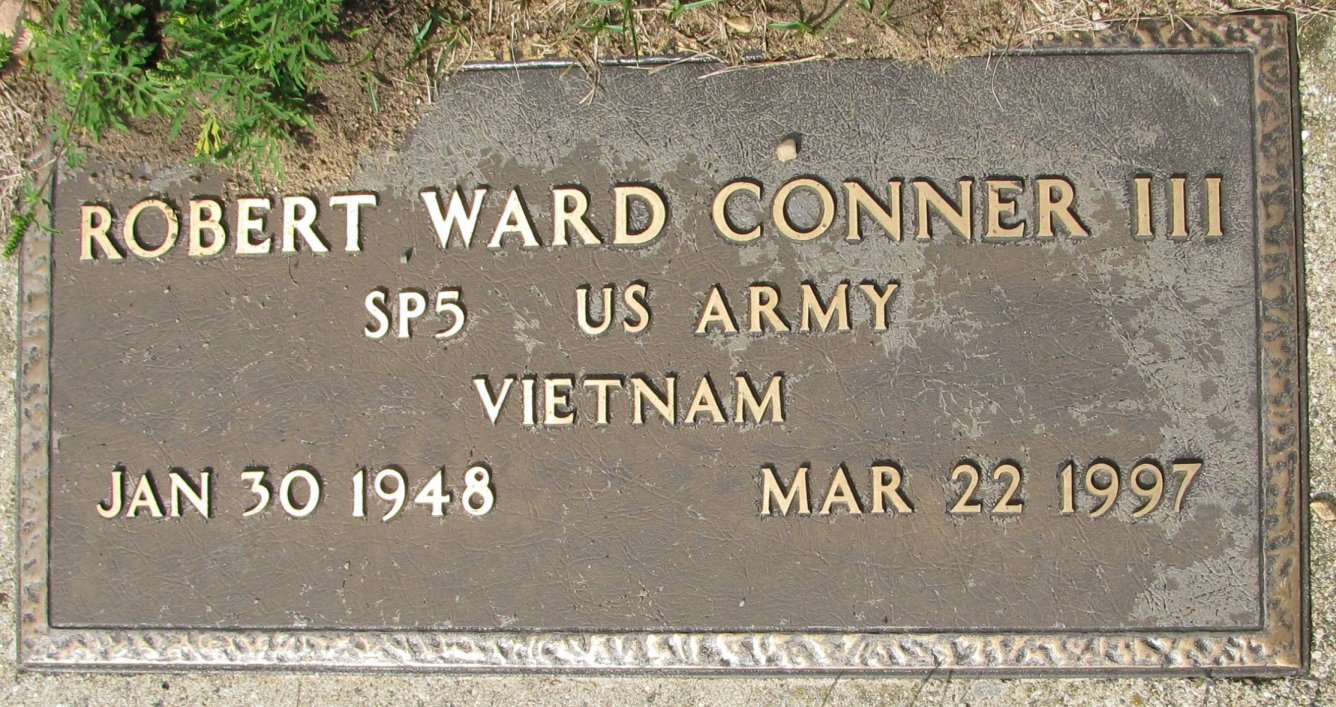 ROBERT WARD CONNER III
SP5 US ARMY
VIETNAM
JAN 30 1948 MAR 22 1997